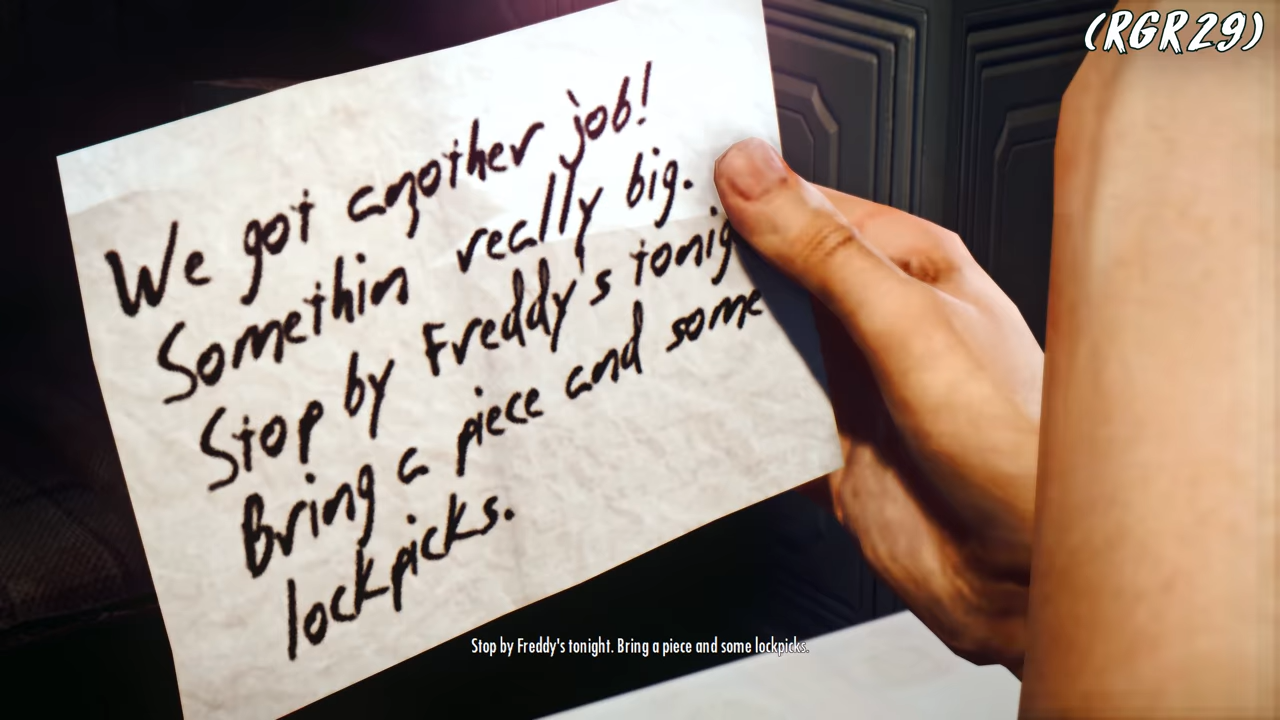 (RGR29)
We got another job!
Somethin really big.
Stop by Freddy's tonig
Bring a piece and some
lockpicks.
Stop by Freddy's tonight. Bring a piece and some lockpicks.